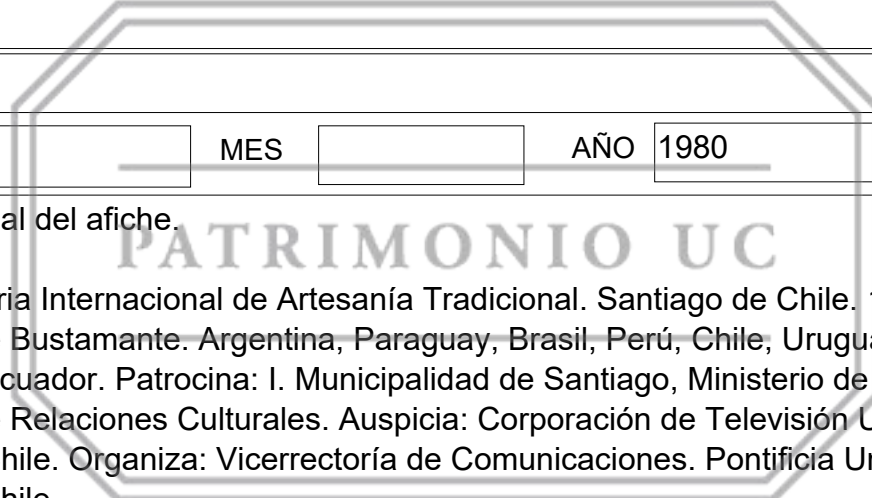 MES AÑO 1980
al del afiche.
PATRIMONIO UC
ria Internacional de Artesanía Tradicional. Santiago de Chile.
Bustamante. Argentina, Paraguay, Brasil, Perú, Chile, Urugua
cuador. Patrocina: I. Municipalidad de Santiago, Ministerio de
Relaciones Culturales. Auspicia: Corporación de Televisión U
hile. Organiza: Vicerrectoría de Comunicaciones. Pontificia Un
hile